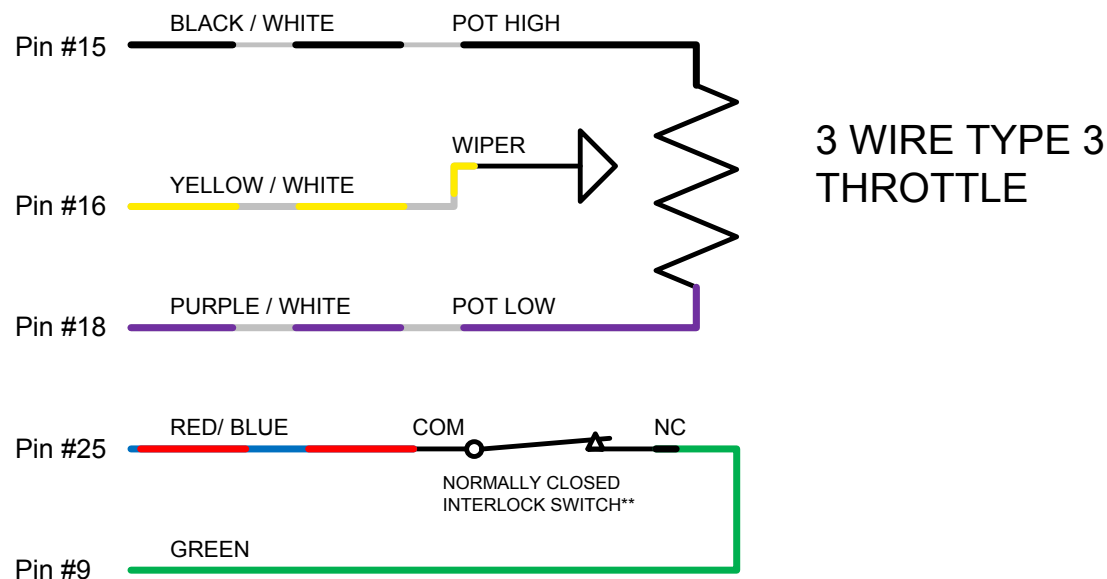 BLACK / WHITE
POT HIGH
Pin #15
3 WIRE TYPE 3
THROTTLE
WIPER
YELLOW / WHITE
Pin #16
PURPLE / WHITE
POT LOW
Pin #18
RED/ BLUE
COM
NC
Pin #25
NORMALLY CLOSED
INTERLOCK SWITCH**
GREEN
Pin #9